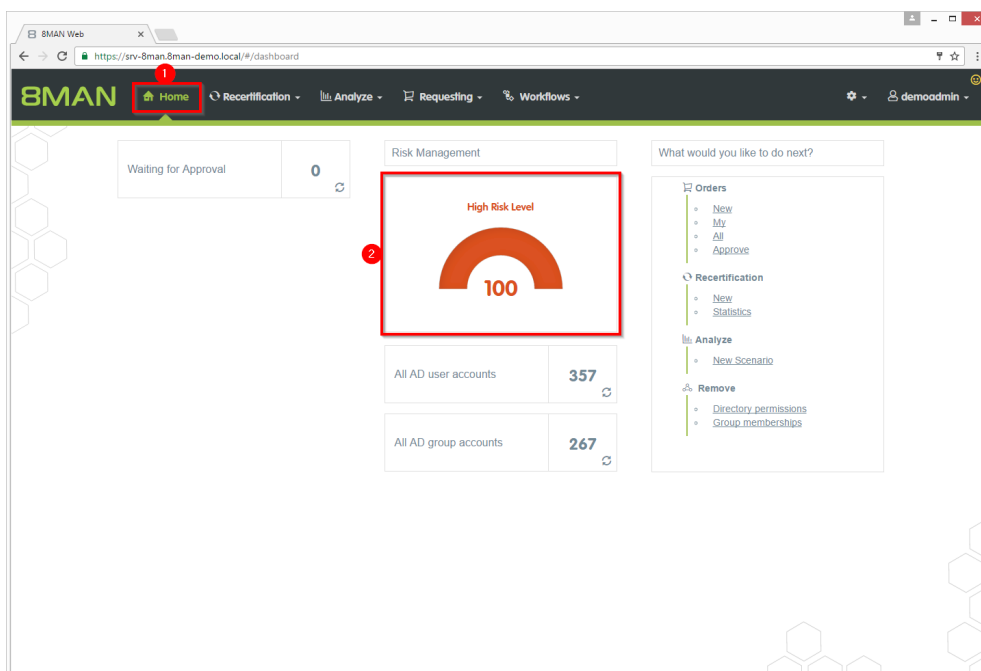 8MAN Web
https://srv-8man.8man-demo.local/#/dashboard
1
8MAN Home Recertification Analyze Requesting Workflows demoadmin
Waiting for Approval 0
Risk Management
High Risk Level
2
100
All AD user accounts 357
All AD group accounts 267
What would you like to do next?
Orders
New
My
All
Approve
Recertification
New
Statistics
Analyze
New Scenario
Remove
Directory permissions
Group memberships